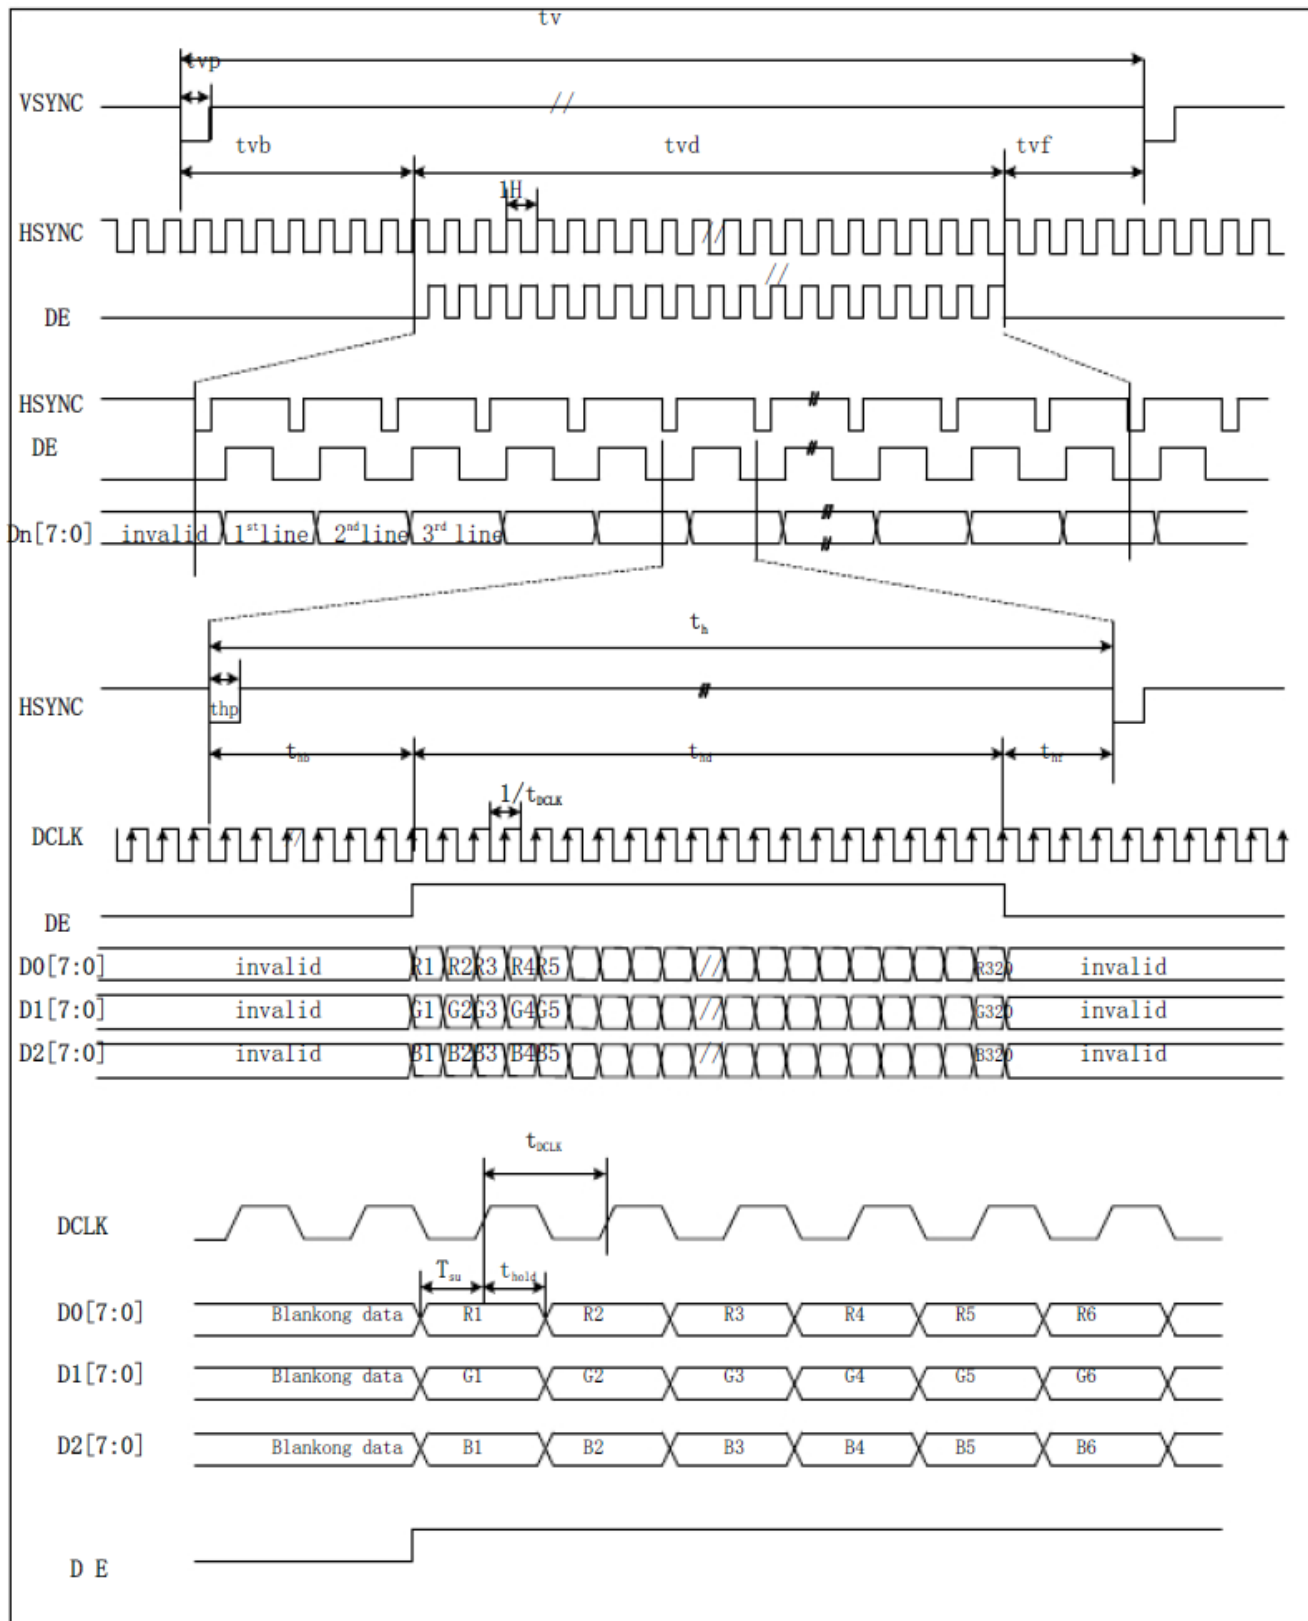 tv
tvp
VSYNC
//
tvb tvd tvf
1H
HSYNC //
//
DE
HSYNC //
DE //
//
Dn[7:0] invalid 1st line 2nd line 3rd line
//
th
HSYNC //
thp
thb thd thf
1/tDCLK
DCLK //
DE
D0[7:0] invalid R1 R2 R3 R4 R5 // R320 invalid
D1[7:0] invalid G1 G2 G3 G4 G5 // G320 invalid
D2[7:0] invalid B1 B2 B3 B4 B5 // B320 invalid
tDCLK
DCLK
Tsu thold
D0[7:0] Blankong data R1 R2 R3 R4 R5 R6
D1[7:0] Blankong data G1 G2 G3 G4 G5 G6
D2[7:0] Blankong data B1 B2 B3 B4 B5 B6
D E